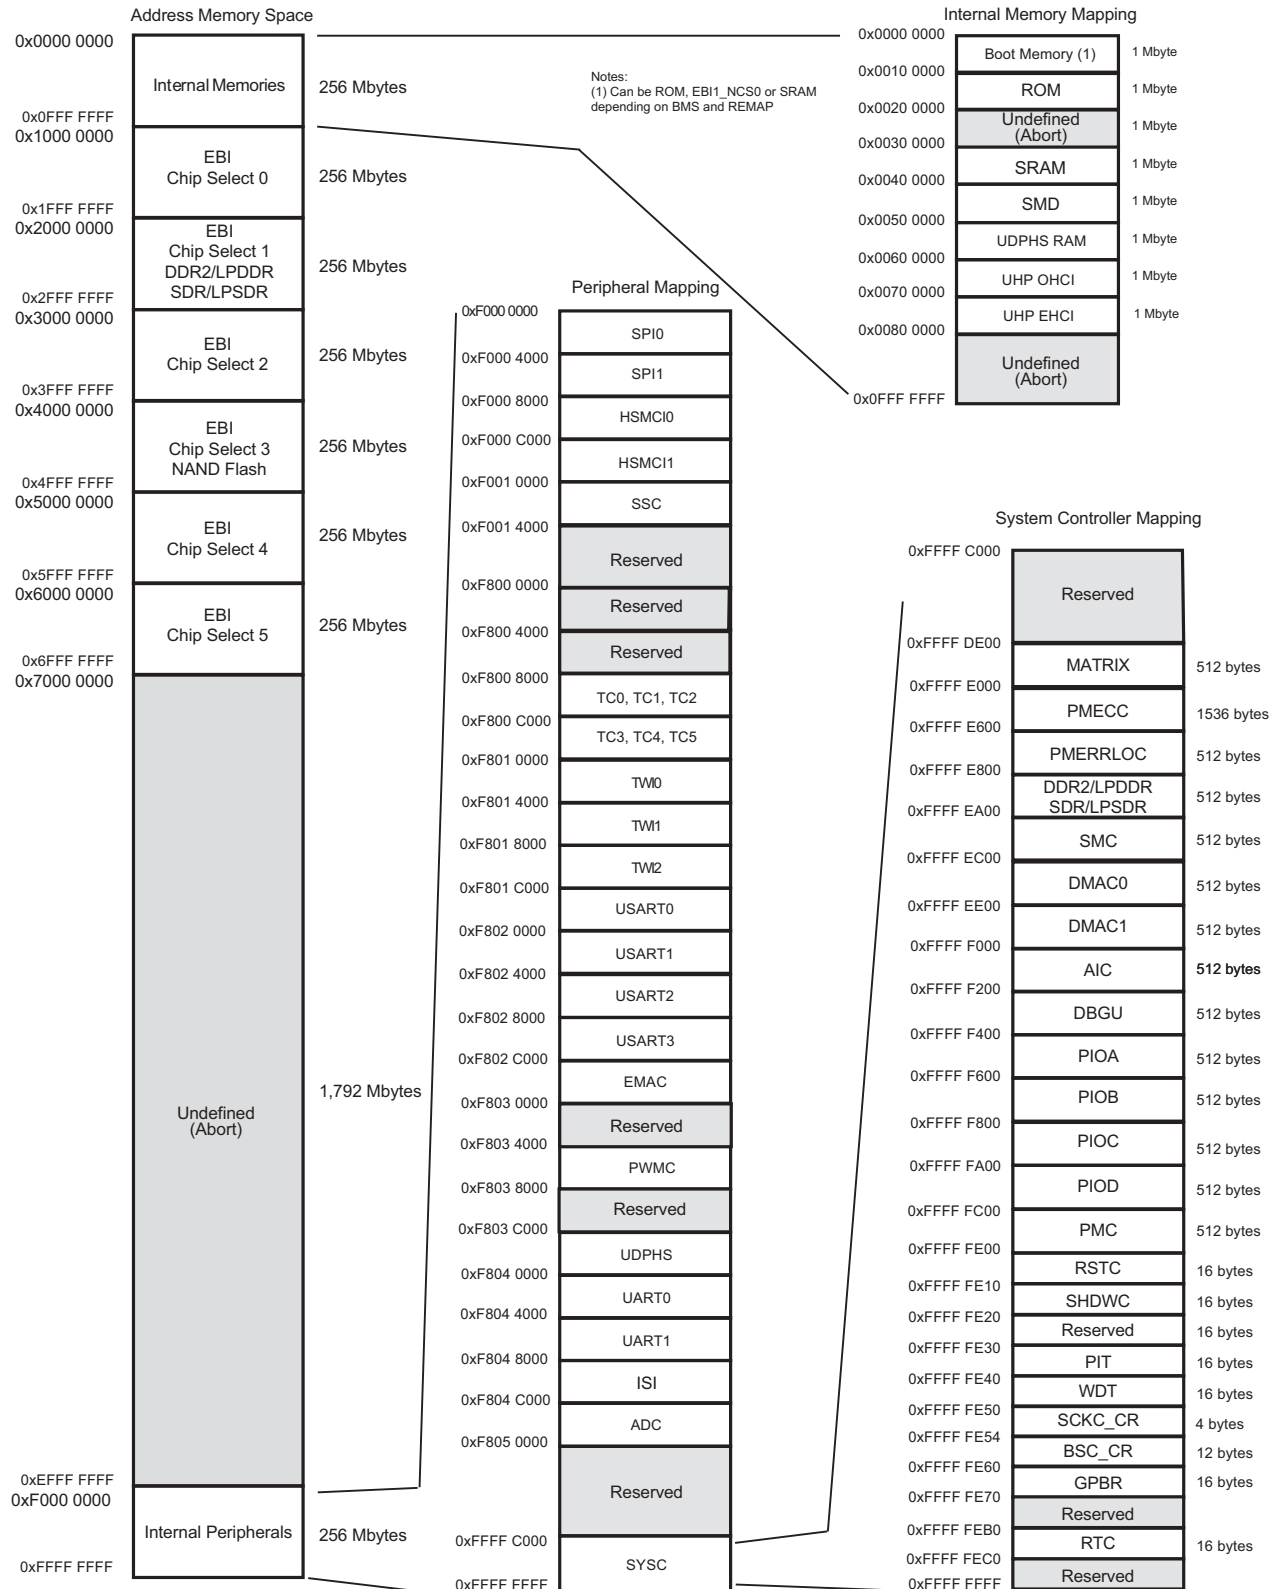 Address Memory Space
0x0000 0000
Internal Memories
256 Mbytes
0x0FFF FFFF
0x1000 0000
EBI
Chip Select 0
256 Mbytes
0x1FFF FFFF
0x2000 0000
EBI
Chip Select 1
DDR2/LPDDR
SDR/LPSDR
256 Mbytes
0x2FFF FFFF
0x3000 0000
EBI
Chip Select 2
256 Mbytes
0x3FFF FFFF
0x4000 0000
EBI
Chip Select 3
NAND Flash
256 Mbytes
0x4FFF FFFF
0x5000 0000
EBI
Chip Select 4
256 Mbytes
0x5FFF FFFF
0x6000 0000
EBI
Chip Select 5
256 Mbytes
0x6FFF FFFF
0x7000 0000
Undefined
(Abort)
1,792 Mbytes
0xEFFF FFFF
0xF000 0000
Internal Peripherals
256 Mbytes
0xFFFF FFFF
Notes:
(1) Can be ROM, EBI1_NCS0 or SRAM
depending on BMS and REMAP
Peripheral Mapping
0xF000 0000
SPI0
0xF000 4000
SPI1
0xF000 8000
HSMCI0
0xF000 C000
HSMCI1
0xF001 0000
SSC
0xF001 4000
Reserved
0xF800 0000
Reserved
0xF800 4000
Reserved
0xF800 8000
TC0, TC1, TC2
0xF800 C000
TC3, TC4, TC5
0xF801 0000
TWI0
0xF801 4000
TWI1
0xF801 8000
TWI2
0xF801 C000
USART0
0xF802 0000
USART1
0xF802 4000
USART2
0xF802 8000
USART3
0xF802 C000
EMAC
0xF803 0000
Reserved
0xF803 4000
PWMC
0xF803 8000
Reserved
0xF803 C000
UDPHS
0xF804 0000
UART0
0xF804 4000
UART1
0xF804 8000
ISI
0xF804 C000
ADC
0xF805 0000
Reserved
0xFFFF C000
SYSC
0xFFFF FFFF
Internal Memory Mapping
0x0000 0000
Boot Memory (1)
1 Mbyte
0x0010 0000
ROM
1 Mbyte
0x0020 0000
Undefined
(Abort)
1 Mbyte
0x0030 0000
SRAM
1 Mbyte
0x0040 0000
SMD
1 Mbyte
0x0050 0000
UDPHS RAM
1 Mbyte
0x0060 0000
UHP OHCI
1 Mbyte
0x0070 0000
UHP EHCI
1 Mbyte
0x0080 0000
Undefined
(Abort)
0x0FFF FFFF
System Controller Mapping
0xFFFF C000
Reserved
0xFFFF DE00
MATRIX
512 bytes
0xFFFF E000
PMECC
1536 bytes
0xFFFF E600
PMERRLOC
512 bytes
0xFFFF E800
DDR2/LPDDR
SDR/LPSDR
512 bytes
0xFFFF EA00
SMC
512 bytes
0xFFFF EC00
DMAC0
512 bytes
0xFFFF EE00
DMAC1
512 bytes
0xFFFF F000
AIC
512 bytes
0xFFFF F200
DBGU
512 bytes
0xFFFF F400
PIOA
512 bytes
0xFFFF F600
PIOB
512 bytes
0xFFFF F800
PIOC
512 bytes
0xFFFF FA00
PIOD
512 bytes
0xFFFF FC00
PMC
512 bytes
0xFFFF FE00
RSTC
16 bytes
0xFFFF FE10
SHDWC
16 bytes
0xFFFF FE20
Reserved
16 bytes
0xFFFF FE30
PIT
16 bytes
0xFFFF FE40
WDT
16 bytes
0xFFFF FE50
SCKC_CR
4 bytes
0xFFFF FE54
BSC_CR
12 bytes
0xFFFF FE60
GPBR
16 bytes
0xFFFF FE70
Reserved
0xFFFF FEB0
RTC
16 bytes
0xFFFF FEC0
Reserved
0xFFFF FFFF